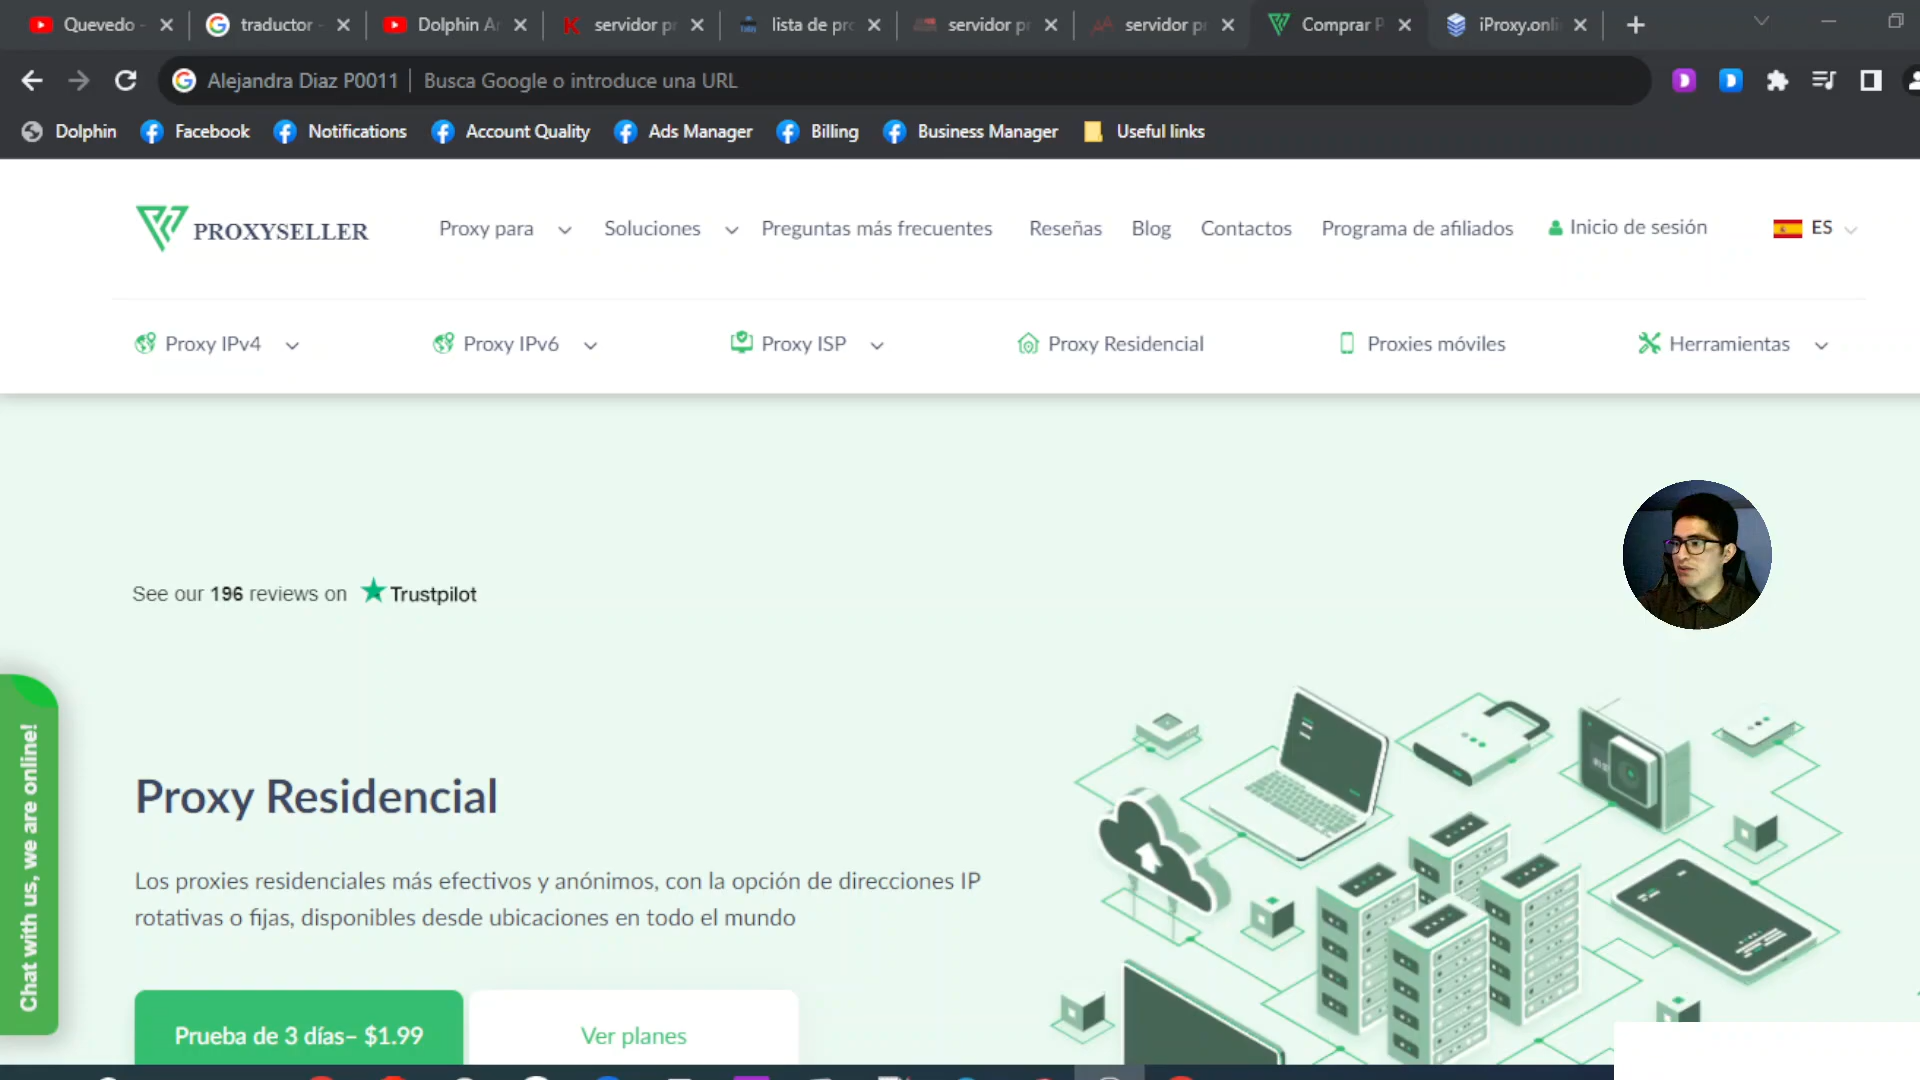 Quevedo -
traductor -
Dolphin An
servidor pr
lista de pro
servidor pr
servidor pr
Comprar P
iProxy.onli
Alejandra Diaz P0011 | Busca Google o introduce una URL
Dolphin
Facebook
Notifications
Account Quality
Ads Manager
Billing
Business Manager
Useful links
PROXYSELLER
Proxy para
Soluciones
Preguntas más frecuentes
Reseñas
Blog
Contactos
Programa de afiliados
Inicio de sesión
ES
Proxy IPv4
Proxy IPv6
Proxy ISP
Proxy Residencial
Proxies móviles
Herramientas
See our 196 reviews on Trustpilot
Chat with us, we are online!
Proxy Residencial
Los proxies residenciales más efectivos y anónimos, con la opción de direcciones IP
rotativas o fijas, disponibles desde ubicaciones en todo el mundo
Prueba de 3 días– $1.99
Ver planes